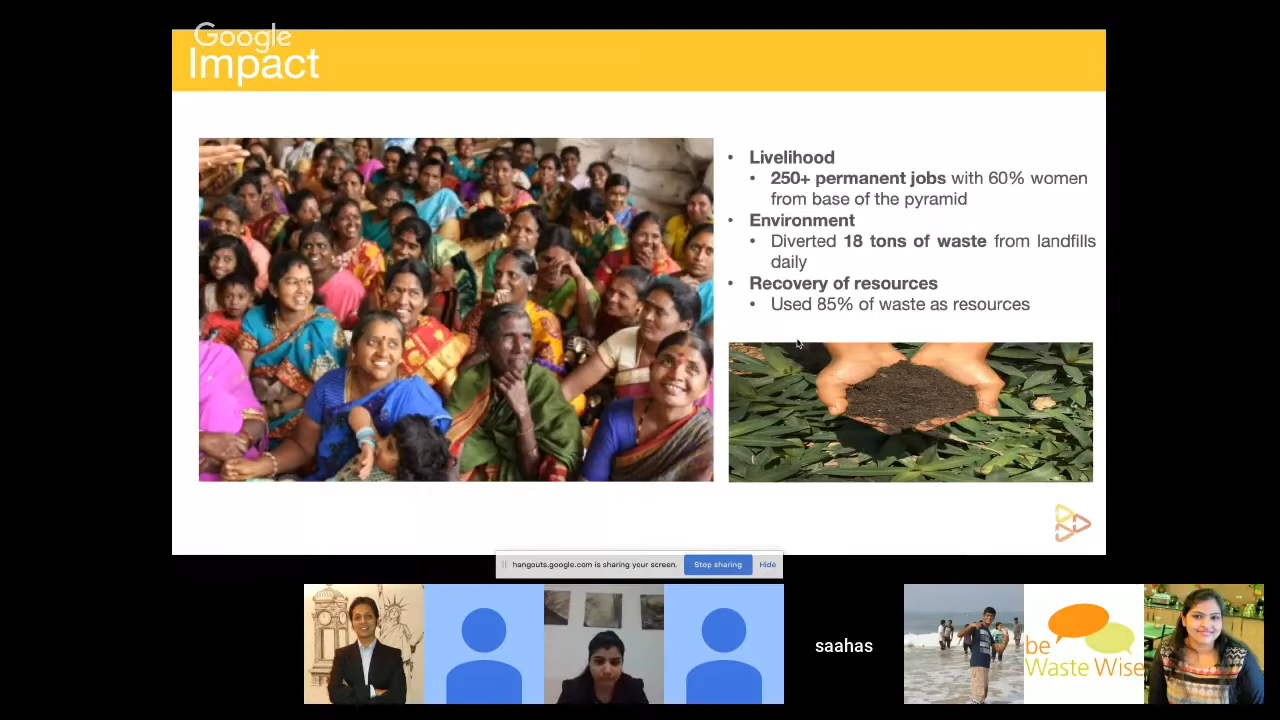 Google
Impact
• Livelihood
• 250+ permanent jobs with 60% women
from base of the pyramid
• Environment
• Diverted 18 tons of waste from landfills
daily
• Recovery of resources
• Used 85% of waste as resources
hangouts.google.com is sharing your screen. Stop sharing Hide
saahas
be
Waste Wise